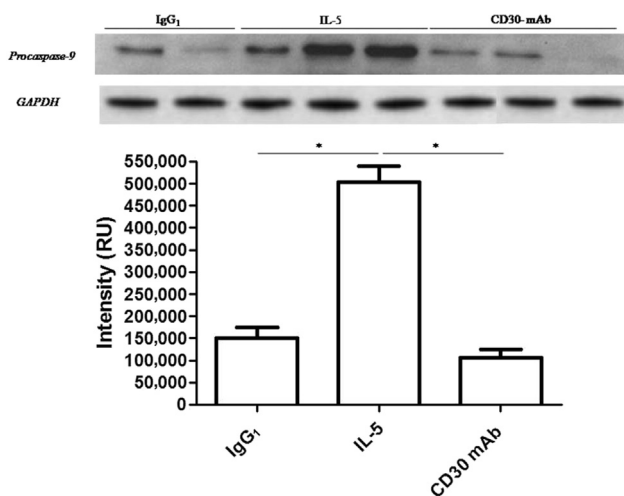 IgG₁ IL-5 CD30-mAb
Procaspase-9
GAPDH
* *
550,000
500,000
450,000
400,000
350,000
300,000
250,000
200,000
150,000
100,000
50,000
0
Intensity (RU)
IgG₁ IL-5 CD30 mAb